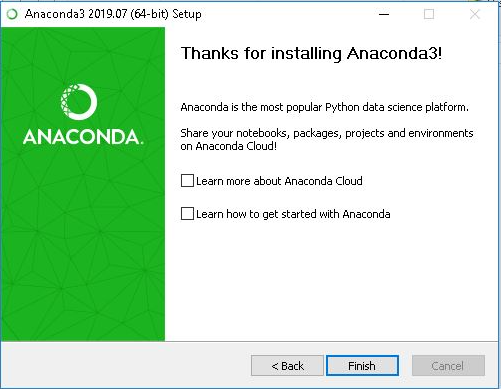 Anaconda3 2019.07 (64-bit) Setup
Thanks for installing Anaconda3!
ANACONDA.
Anaconda is the most popular Python data science platform.
Share your notebooks, packages, projects and environments
on Anaconda Cloud!
Learn more about Anaconda Cloud
Learn how to get started with Anaconda
< Back
Finish
Cancel